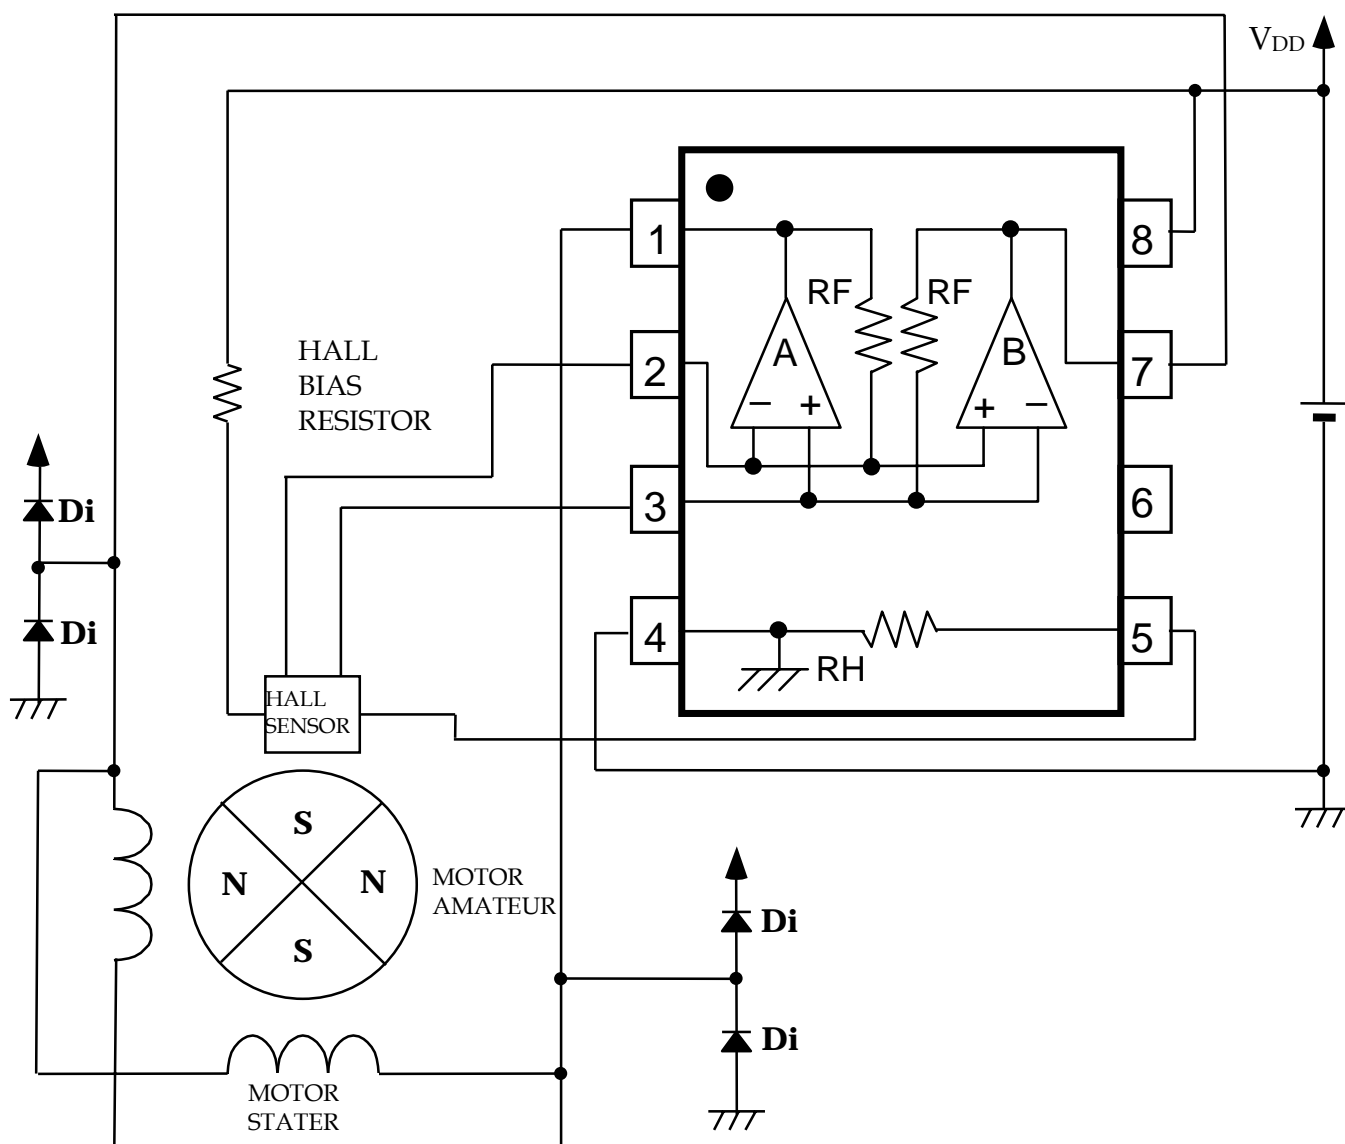 VDD
1
8
RF RF
HALL
BIAS
RESISTOR
2
A
B
7
− +
+ −
Di
3
6
Di
4
5
RH
HALL
SENSOR
S
N N
S
MOTOR
AMATEUR
Di
Di
MOTOR
STATER